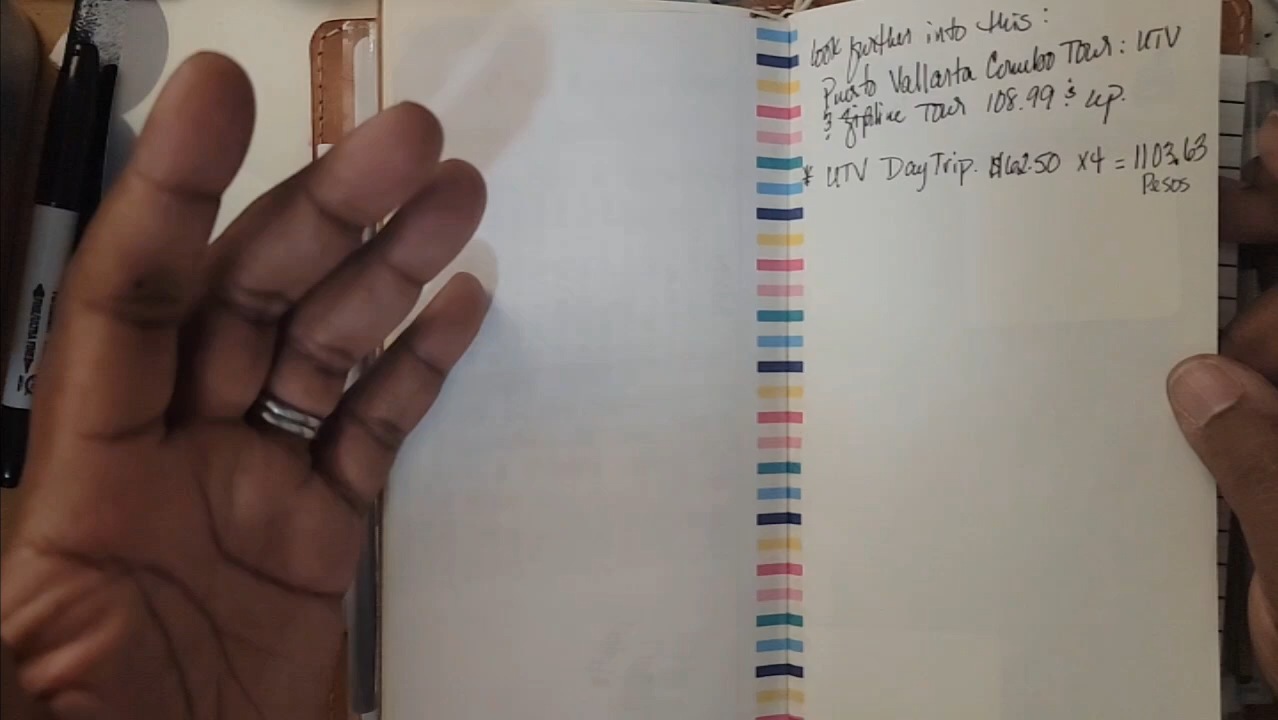 look further into this:
Puerto Vallarta Combo Tour: UTV
& zipline Tour 108.99 & up.
* UTV Day Trip. $162.50 x4 = 1103.63
Pesos